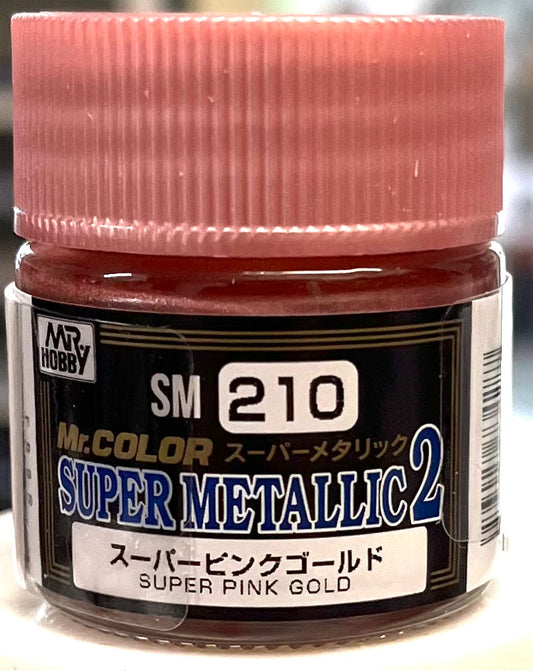 MR HOBBY
SM 210
Mr.COLOR スーパーメタリック
SUPER METALLIC 2
スーパーピンクゴールド
SUPER PINK GOLD